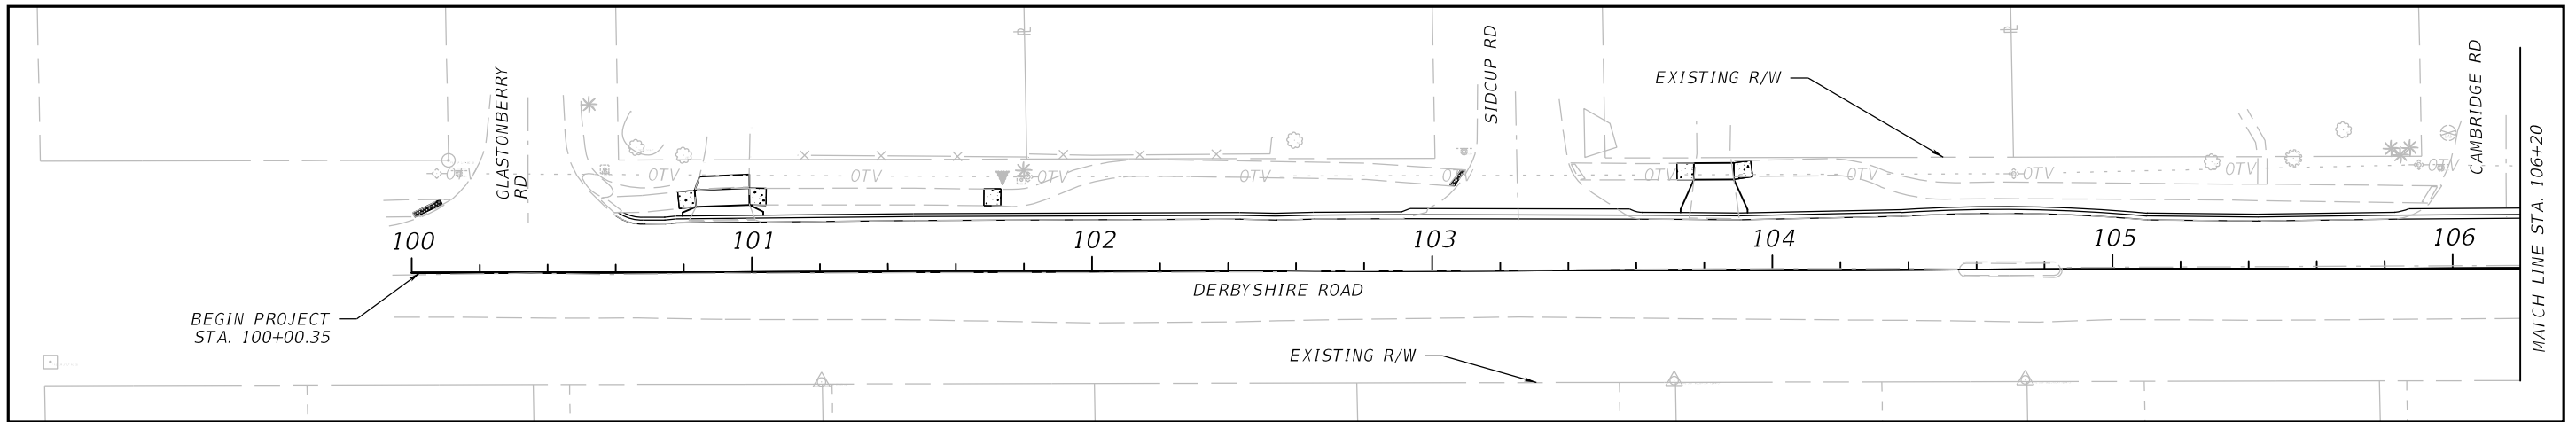 GLASTONBERRY
RD
SIDCUP RD
EXISTING R/W
CAMBRIDGE RD
OTV OTV OTV OTV OTV OTV OTV OTV OTV OTV
100 101 102 103 104 105 106
MATCH LINE STA. 106+20
DERBYSHIRE ROAD
BEGIN PROJECT
STA. 100+00.35
EXISTING R/W